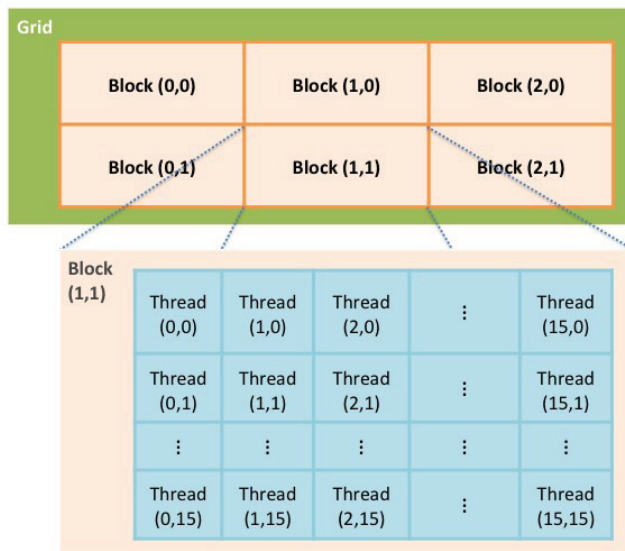 Grid
Block (0,0) Block (1,0) Block (2,0)
Block (0,1) Block (1,1) Block (2,1)
Block
(1,1)
Thread Thread Thread ⋮ Thread
(0,0) (1,0) (2,0) (15,0)
Thread Thread Thread ⋮ Thread
(0,1) (1,1) (2,1) (15,1)
⋮ ⋮ ⋮ ⋮ ⋮
Thread Thread Thread ⋮ Thread
(0,15) (1,15) (2,15) (15,15)